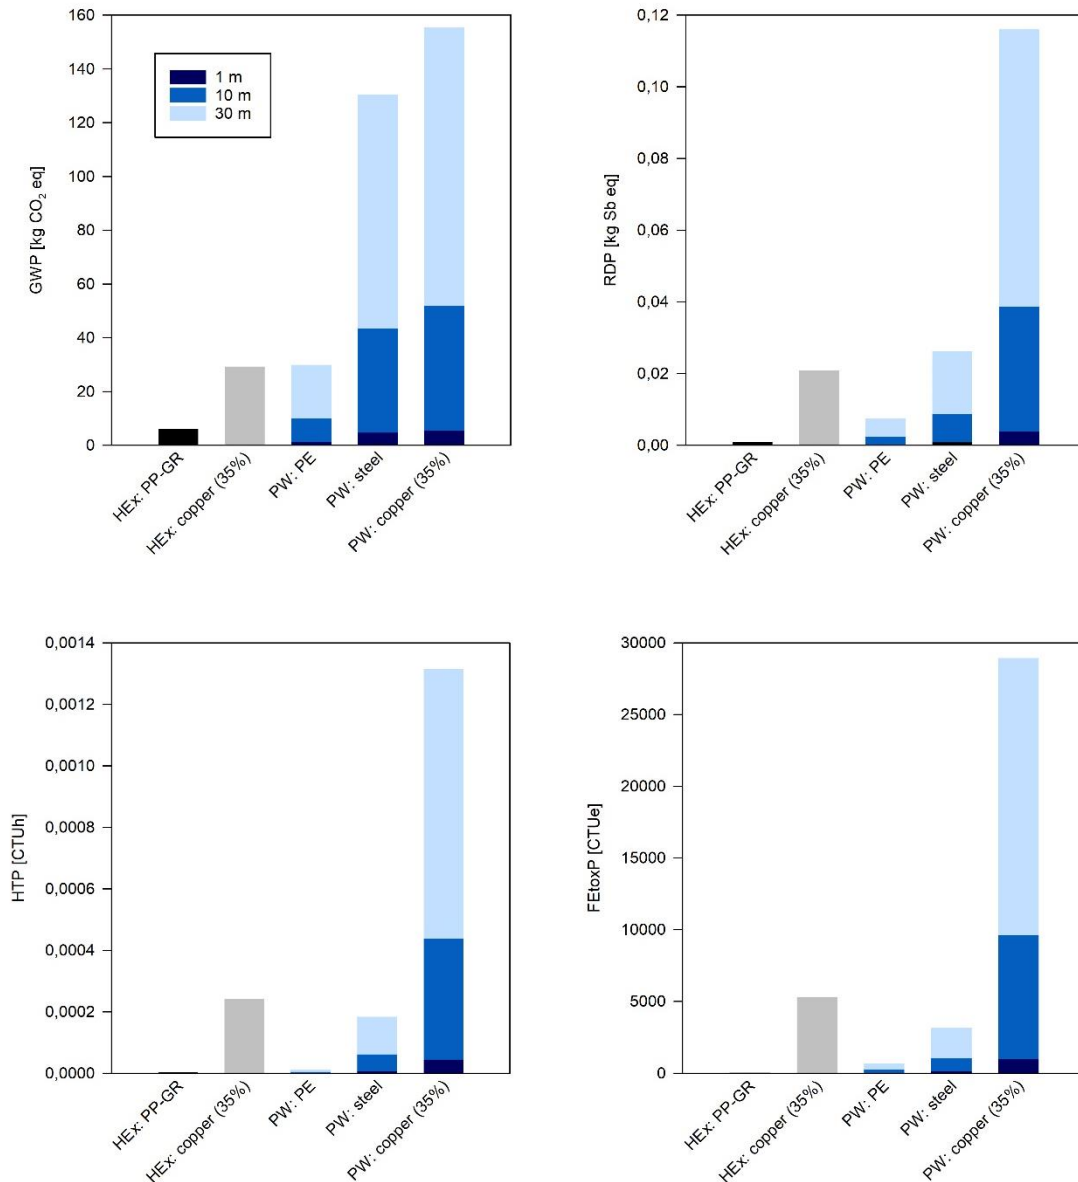 160
140
120
100
80
60
40
20
0
GWP [kg CO₂ eq]
1 m
10 m
30 m
HEx: PP-GR
HEx: copper (35%)
PW: PE
PW: steel
PW: copper (35%)
0,12
0,10
0,08
0,06
0,04
0,02
0,00
RDP [kg Sb eq]
HEx: PP-GR
HEx: copper (35%)
PW: PE
PW: steel
PW: copper (35%)
0,0014
0,0012
0,0010
0,0008
0,0006
0,0004
0,0002
0,0000
HTP [CTUh]
HEx: PP-GR
HEx: copper (35%)
PW: PE
PW: steel
PW: copper (35%)
30000
25000
20000
15000
10000
5000
0
FEtoxP [CTUe]
HEx: PP-GR
HEx: copper (35%)
PW: PE
PW: steel
PW: copper (35%)